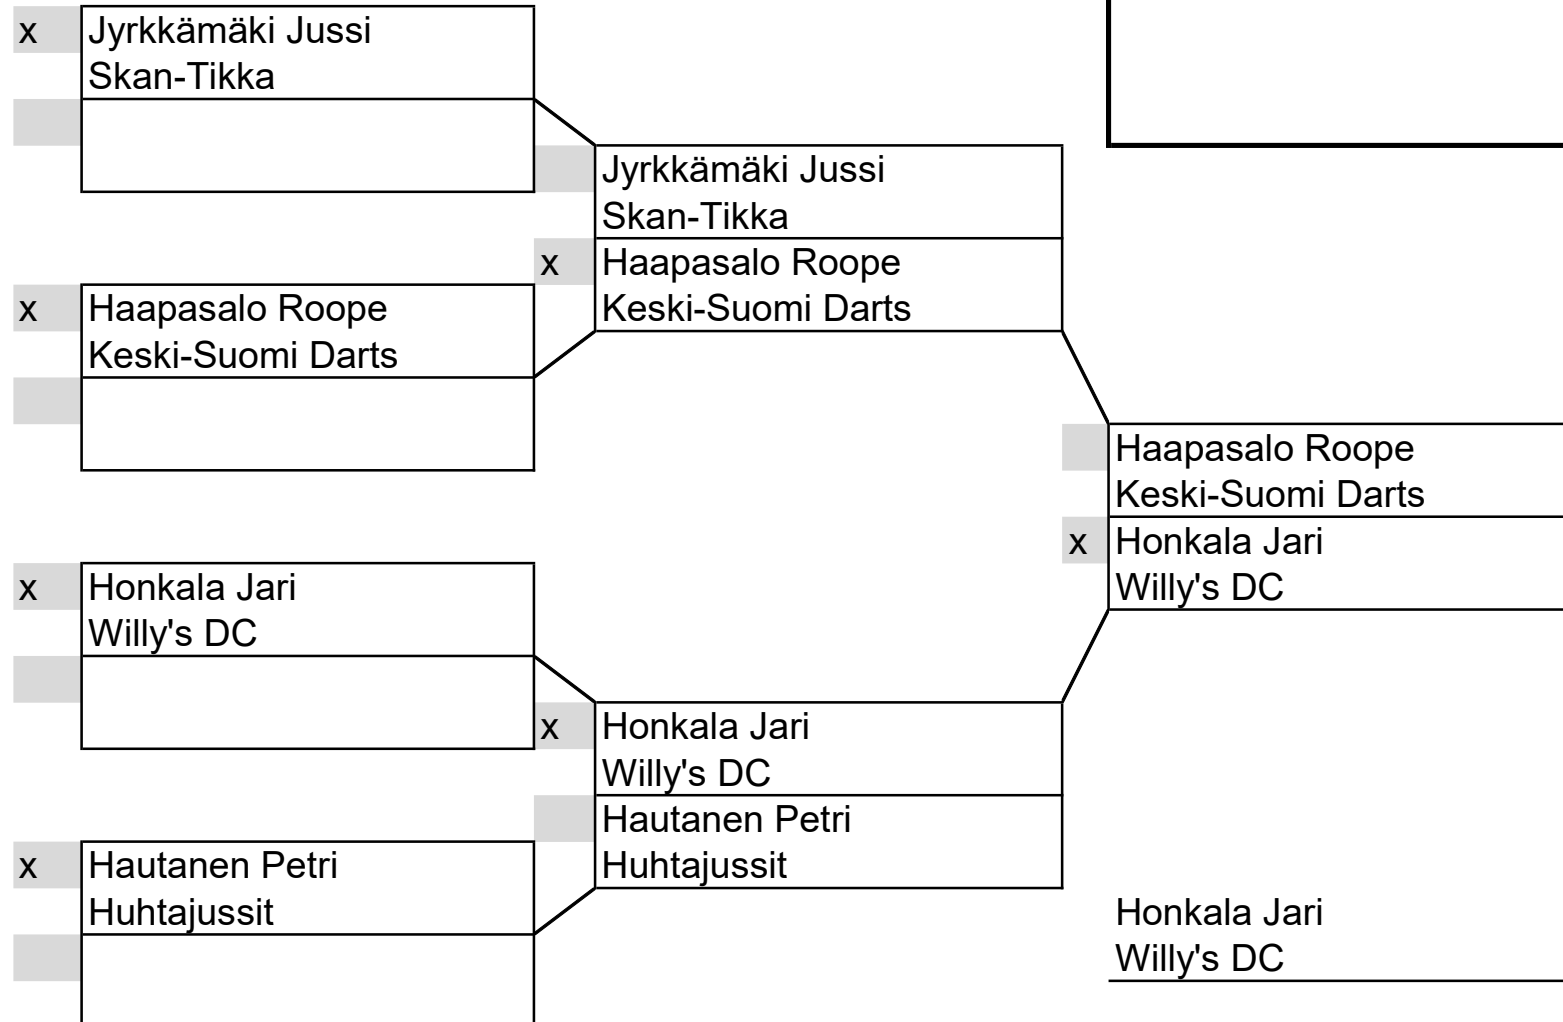 x Jyrkkämäki Jussi
Skan-Tikka
Jyrkkämäki Jussi
Skan-Tikka
x Haapasalo Roope
x Haapasalo Roope
Keski-Suomi Darts
Keski-Suomi Darts
Haapasalo Roope
Keski-Suomi Darts
x Honkala Jari
x Honkala Jari
Willy's DC
Willy's DC
x Honkala Jari
Willy's DC
Hautanen Petri
x Hautanen Petri
Huhtajussit
Huhtajussit
Honkala Jari
Willy's DC